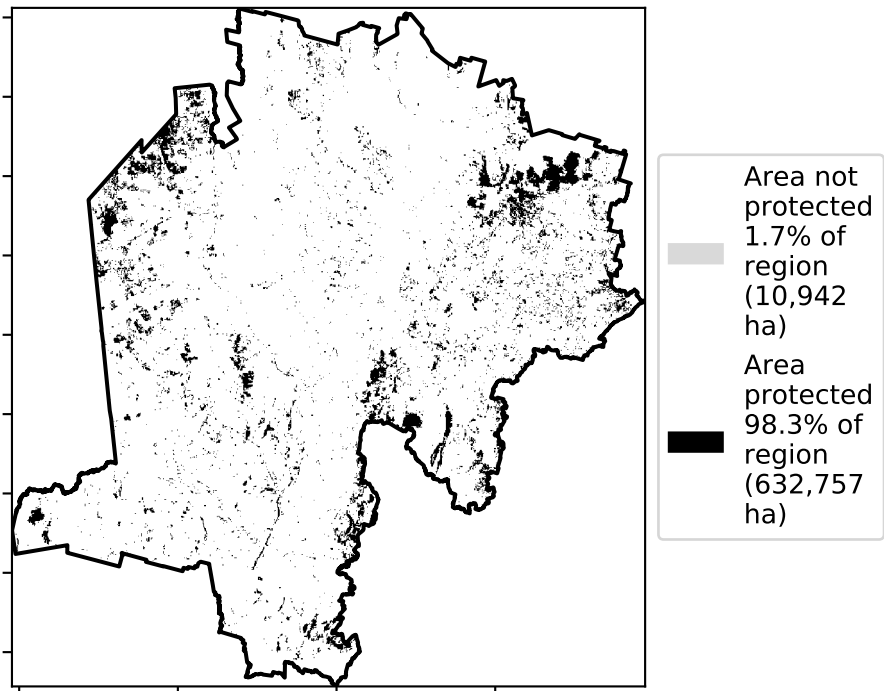 Area not
protected
1.7% of
region
(10,942
ha)
Area
protected
98.3% of
region
(632,757
ha)